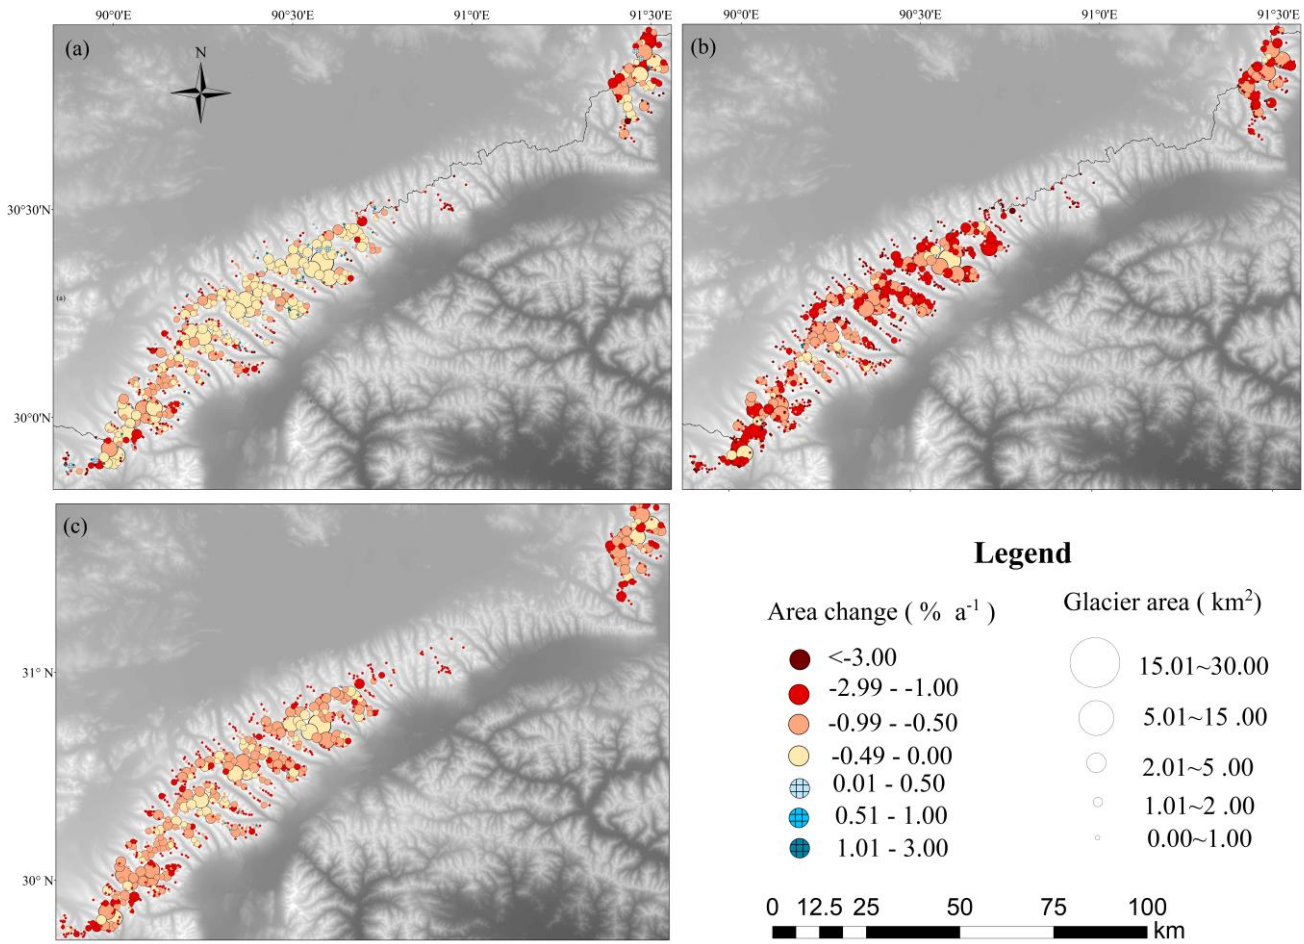 90°0'E 90°30'E 91°0'E 91°30'E
90°0'E 90°30'E 91°0'E 91°30'E
(a)
N
(b)
30°30'N
(a)
30°0'N
(c)
31° N
30° N
Legend
Area change ( % a-1 )
<-3.00
-2.99 - -1.00
-0.99 - -0.50
-0.49 - 0.00
0.01 - 0.50
0.51 - 1.00
1.01 - 3.00
Glacier area ( km2)
15.01~30.00
5.01~15 .00
2.01~5 .00
1.01~2 .00
0.00~1.00
0 12.5 25 50 75 100
km